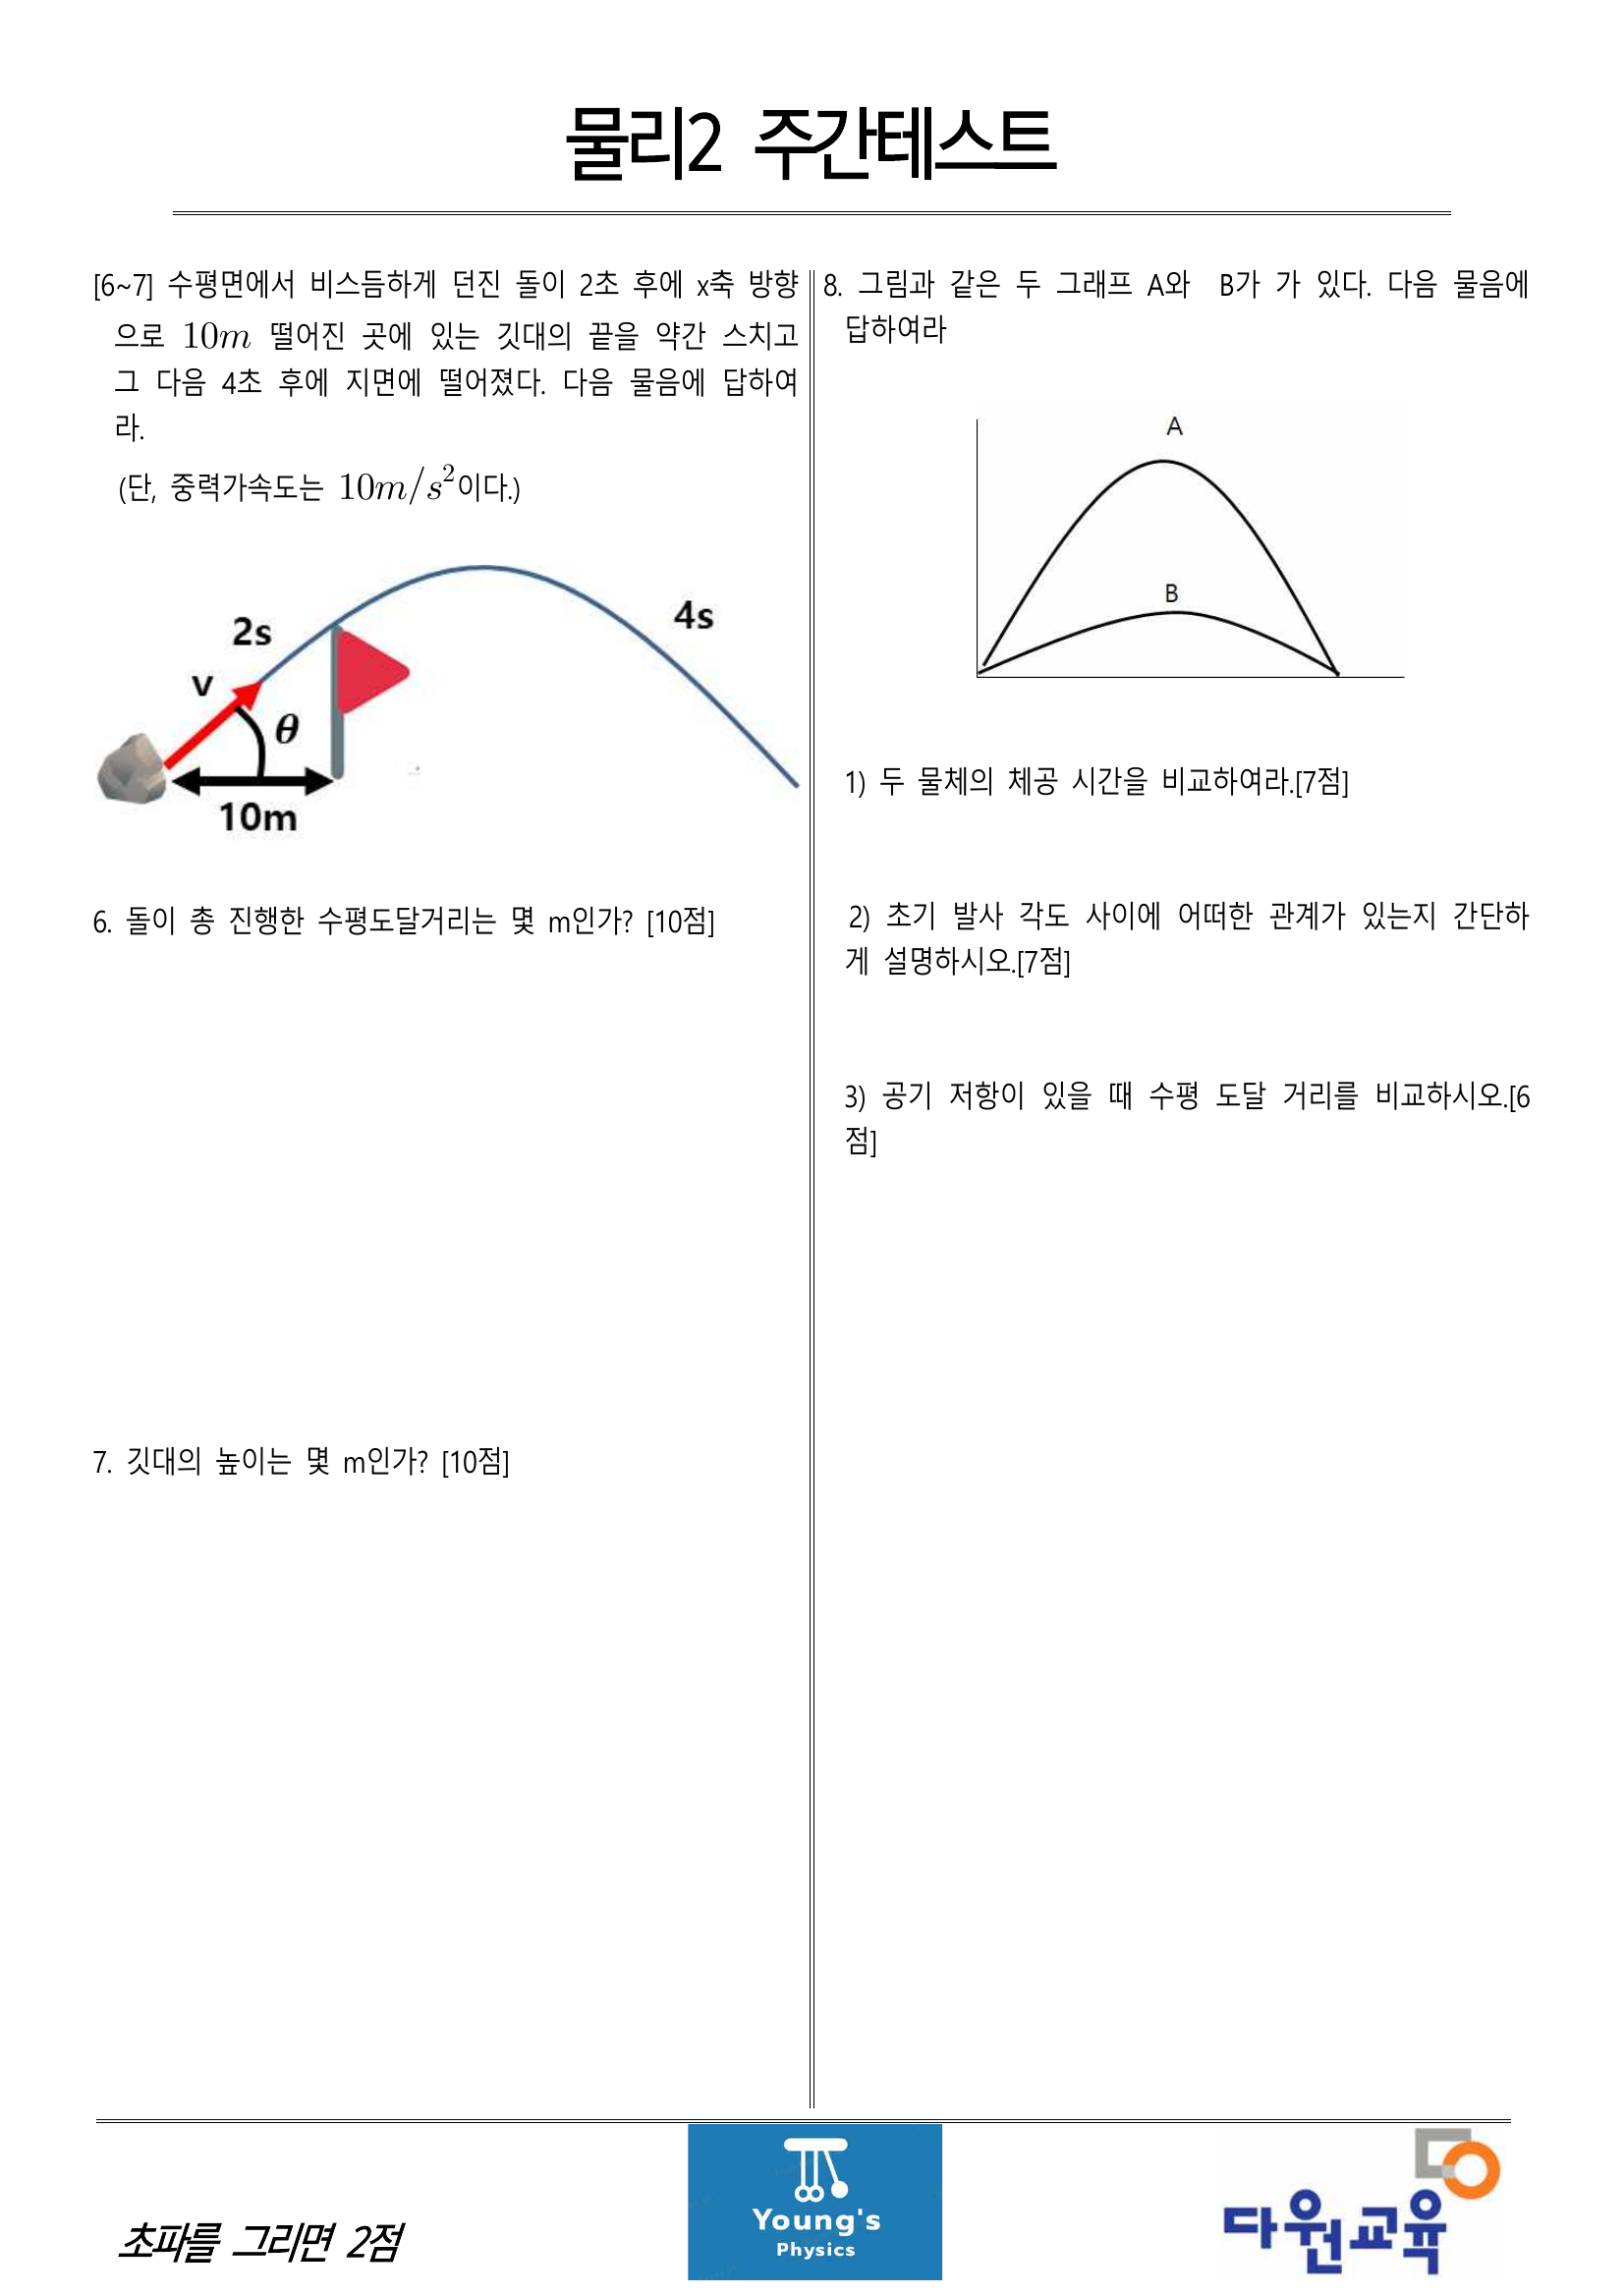 물리2 주간테스트
[6~7] 수평면에서 비스듬하게 던진 돌이 2초 후에 x축 방향
으로 10m 떨어진 곳에 있는 깃대의 끝을 약간 스치고
그 다음 4초 후에 지면에 떨어졌다. 다음 물음에 답하여
라.
(단, 중력가속도는 10m/s²이다.)
2s
4s
v
θ
10m
6. 돌이 총 진행한 수평도달거리는 몇 m인가? [10점]
7. 깃대의 높이는 몇 m인가? [10점]
8. 그림과 같은 두 그래프 A와 B가 가 있다. 다음 물음에
답하여라
A
B
1) 두 물체의 체공 시간을 비교하여라.[7점]
2) 초기 발사 각도 사이에 어떠한 관계가 있는지 간단하
게 설명하시오.[7점]
3) 공기 저항이 있을 때 수평 도달 거리를 비교하시오.[6
점]
초파를 그리면 2점
Young's
Physics
다원교육